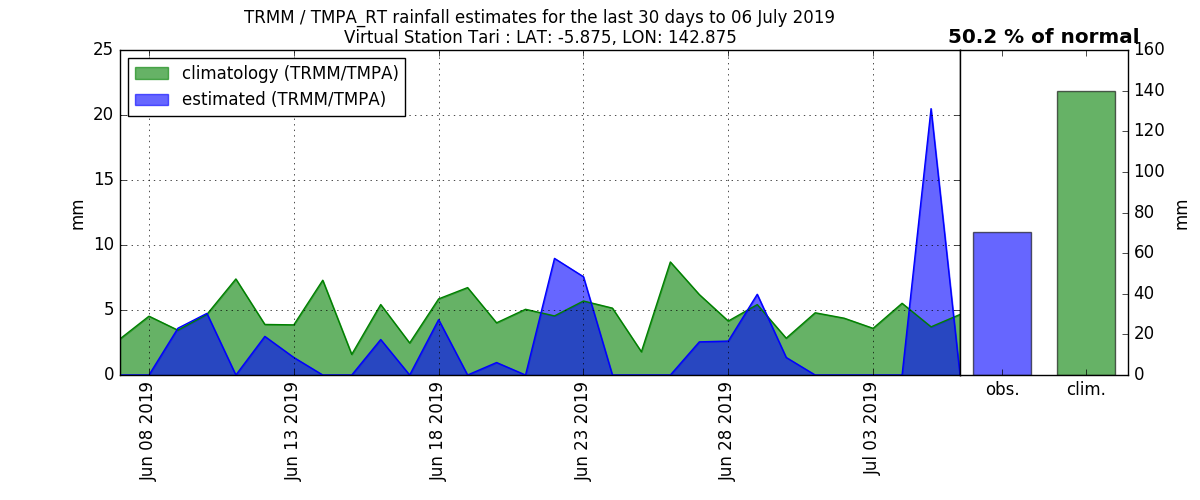 TRMM / TMPA_RT rainfall estimates for the last 30 days to 06 July 2019
Virtual Station Tari : LAT: -5.875, LON: 142.875
50.2 % of normal
climatology (TRMM/TMPA)
estimated (TRMM/TMPA)
25
20
15
10
5
0
mm
Jun 08 2019
Jun 13 2019
Jun 18 2019
Jun 23 2019
Jun 28 2019
Jul 03 2019
160
140
120
100
80
60
40
20
0
mm
obs.
clim.